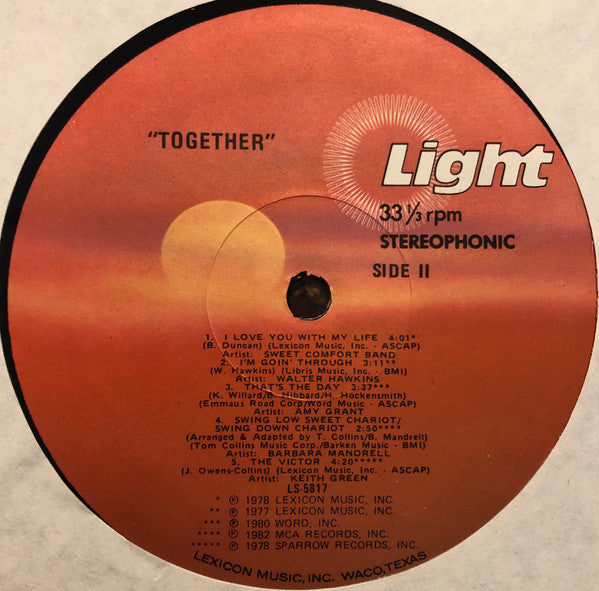 "TOGETHER"
Light
33 ⅓ rpm
STEREOPHONIC
SIDE II
1. I LOVE YOU WITH MY LIFE 4:01*
(B. Duncan) (Lexicon Music, Inc. - ASCAP)
Artist: SWEET COMFORT BAND
2. I'M GOIN' THROUGH 3:11**
(W. Hawkins) (Libris Music, Inc. - BMI)
Artist: WALTER HAWKINS
3. THAT'S THE DAY 3:37***
(K. Willard/B. Hibbard/H. Hockensmith)
(Emmaus Road Corp/Word Music - ASCAP)
Artist: AMY GRANT
4. SWING LOW SWEET CHARIOT/
SWING DOWN CHARIOT 2:50****
(Arranged & Adapted by T. Collins/B. Mandrell)
(Tom Collins Music Corp./Barken Music - BMI)
Artist: BARBARA MANDRELL
5. THE VICTOR 4:20*****
(J. Owens-Collins) (Lexicon Music, Inc. - ASCAP)
Artist: KEITH GREEN
LS-5817
* ℗ 1978 LEXICON MUSIC, INC.
** ℗ 1977 LEXICON MUSIC, INC.
*** ℗ 1980 WORD, INC.
**** ℗ 1982 MCA RECORDS, INC.
***** ℗ 1978 SPARROW RECORDS, INC.
LEXICON MUSIC, INC. WACO, TEXAS